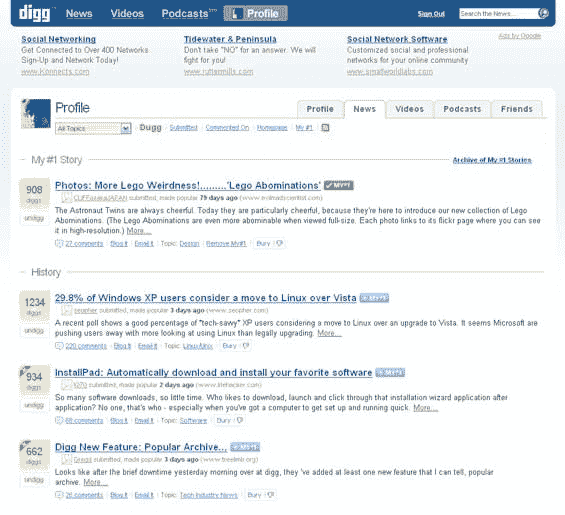 digg News Videos Podcasts Profile Sign Out Search the News...
Social Networking Tidewater & Peninsula Social Network Software Ads by Google
Get Connected to Over 400 Networks. Don't take "NO" for an answer. We will Customized social and professional
Sign-Up and Network Today! fight for you! networks for your online community
www.iKonnects.com www.ruttermills.com www.smallworldlabs.com
Profile
Profile News Videos Podcasts Friends
All Topics Dugg Submitted Commented On Homepage My #1
My #1 Story Archive of My #1 Stories
908 diggs undigg
Photos: More Lego Weirdness!.........'Lego Abominations' MY#1
submitted, made popular 79 days ago (www.evilmadscientist.com)
The Astronaut Twins are always cheerful. Today they are particularly cheerful, because they're here to introduce our new collection of Lego
Abominations. (The Lego Abominations are even more abominable when viewed full-size. Each photo links to its flickr page where you can see
it in high-resolution.) More...
27 comments Blog It Email It Topic: Design Remove My#1 Bury
History
1234 diggs undigg
29.8% of Windows XP users consider a move to Linux over Vista MY#1
seopher submitted, made popular 3 days ago (www.seopher.com)
A recent poll shows a good percentage of "tech-savvy" XP users considering a move to Linux over an upgrade to Vista. It seems Microsoft are
pushing users away with more looking at using Linux than legally upgrading. More...
220 comments Blog It Email It Topic: Linux/Unix Bury
934 diggs undigg
InstallPad: Automatically download and install your favorite software MY#1
submitted, made popular 2 days ago (www.lifehacker.com)
So many software downloads, so little time. Who likes to download, launch and click through that installation wizard application after
application? No one, that's who - especially when you've got a computer to get set up and running quick. More...
68 comments Blog It Email It Topic: Software Bury
662 diggs undigg
Digg New Feature: Popular Archive... MY#1
submitted, made popular 3 days ago
Looks like after the brief downtime yesterday morning over at digg, they've added at least one new feature that I can tell, popular
archive. More...
26 comments Blog It Email It Topic: Tech Industry News Bury